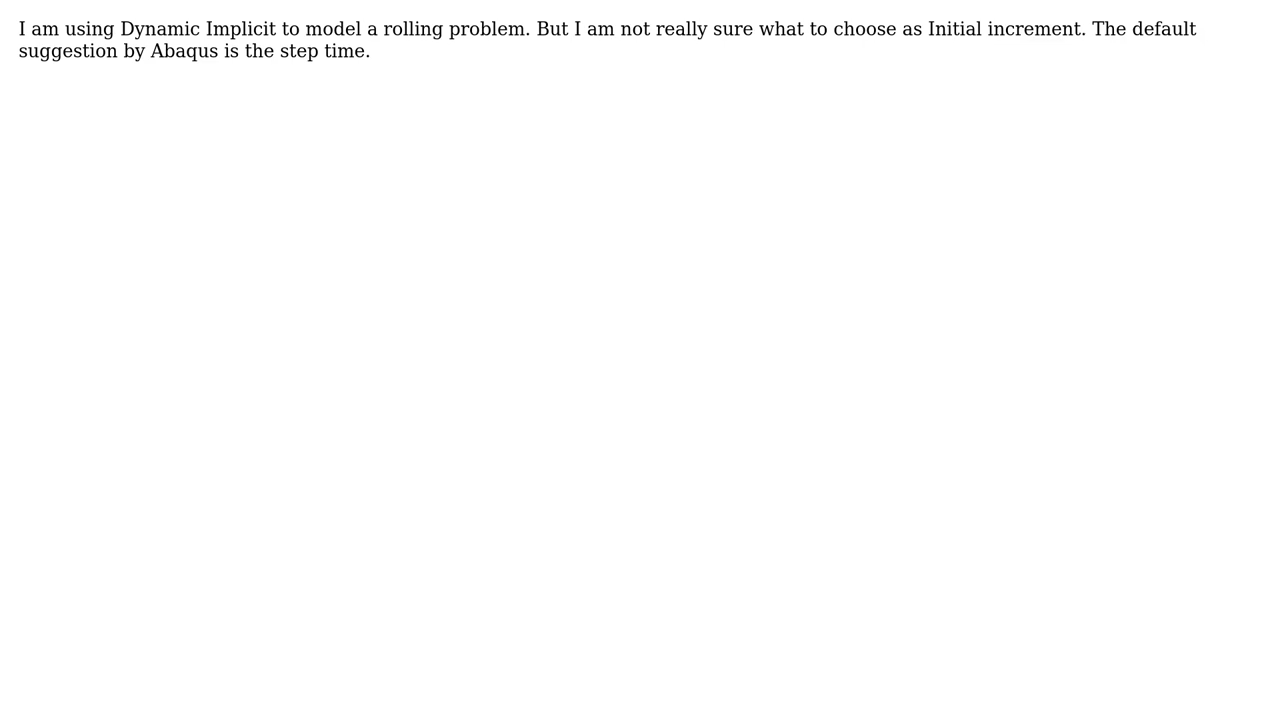 I am using Dynamic Implicit to model a rolling problem. But I am not really sure what to choose as Initial increment. The default
suggestion by Abaqus is the step time.